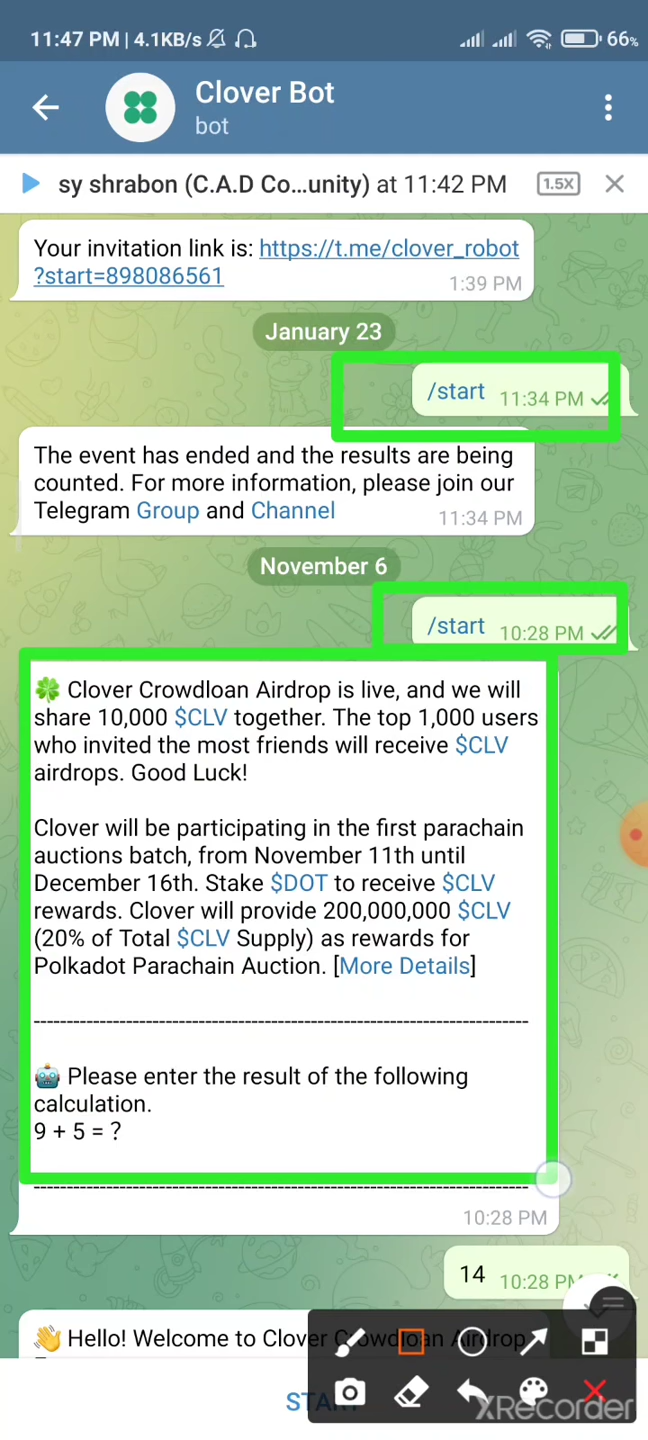 11:47 PM | 4.1KB/s 66%
Clover Bot
bot
sy shrabon (C.A.D Co...unity) at 11:42 PM 1.5X
Your invitation link is: https://t.me/clover_robot
?start=898086561 1:39 PM
January 23
/start 11:34 PM
The event has ended and the results are being
counted. For more information, please join our
Telegram Group and Channel 11:34 PM
November 6
/start 10:28 PM
🍀 Clover Crowdloan Airdrop is live, and we will
share 10,000 $CLV together. The top 1,000 users
who invited the most friends will receive $CLV
airdrops. Good Luck!
Clover will be participating in the first parachain
auctions batch, from November 11th until
December 16th. Stake $DOT to receive $CLV
rewards. Clover will provide 200,000,000 $CLV
(20% of Total $CLV Supply) as rewards for
Polkadot Parachain Auction. [More Details]
---------------------------------------------------------------------------
🤖 Please enter the result of the following
calculation.
9 + 5 = ?
---------------------------------------------------------------------------
10:28 PM
14 10:28 PM
👋 Hello! Welcome to Clover Crowdloan Airdrop
XRecorder